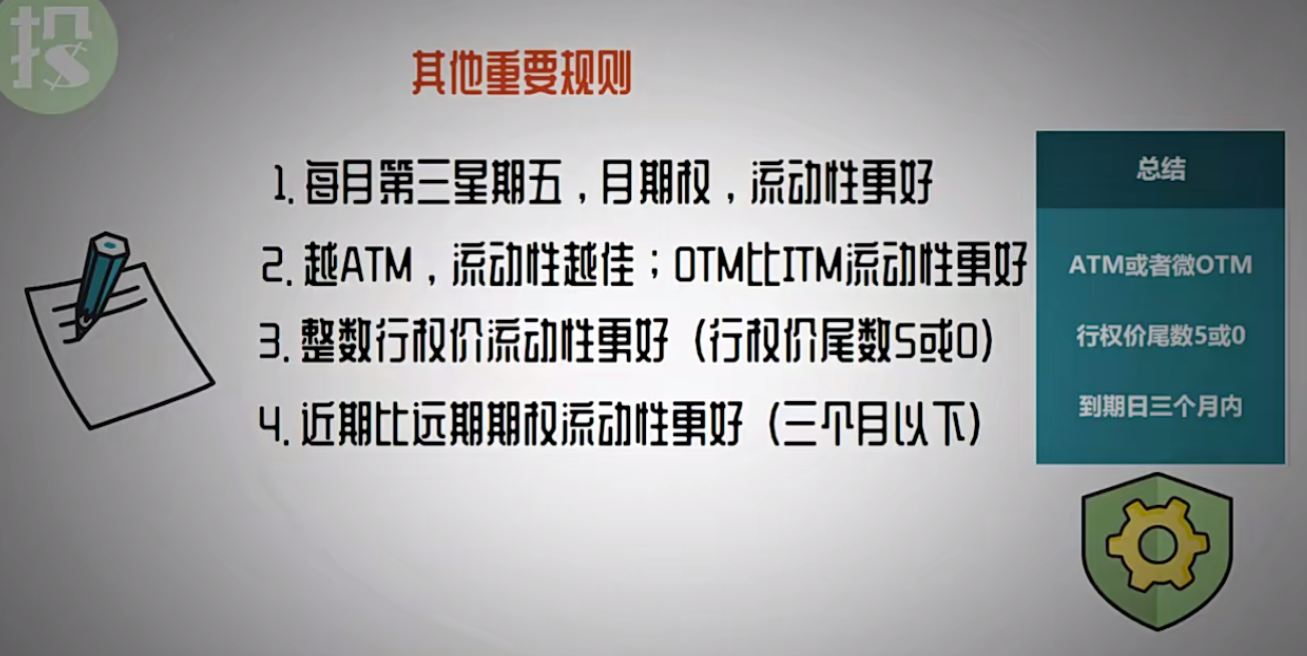 投$
其他重要规则
1. 每月第三星期五，月期权，流动性更好
2. 越ATM，流动性越佳；OTM比ITM流动性更好
3. 整数行权价流动性更好（行权价尾数5或0）
4. 近期比远期期权流动性更好（三个月以下）
总结
ATM或者微OTM
行权价尾数5或0
到期日三个月内